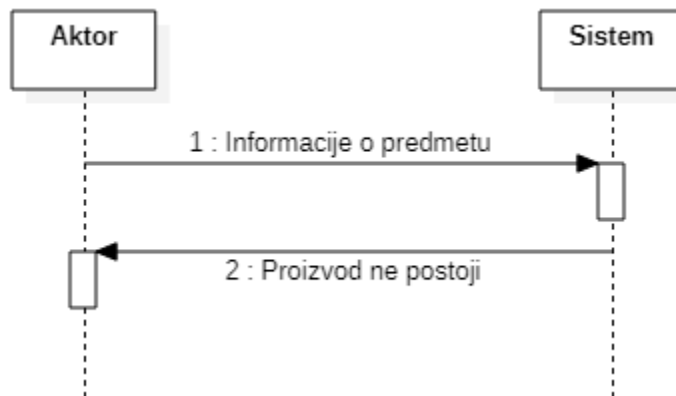 Aktor
Sistem
1 : Informacije o predmetu
2 : Proizvod ne postoji